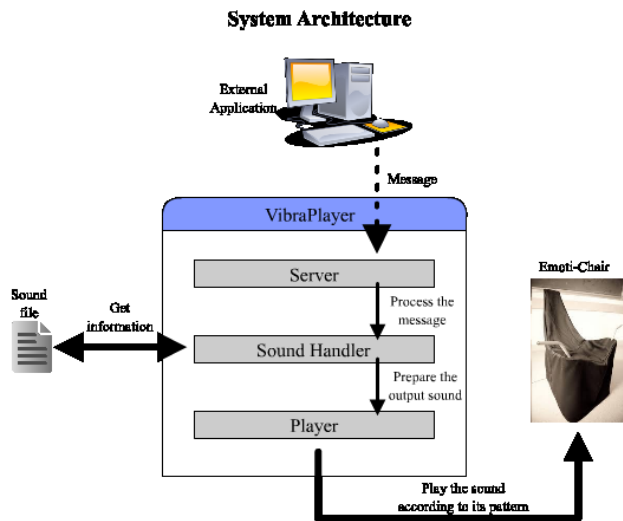 System Architecture
External
Application
Message
VibraPlayer
Server
Process the
message
Sound
file
Get
information
Sound Handler
Prepare the
output sound
Player
Emoti-Chair
Play the sound
according to its pattern